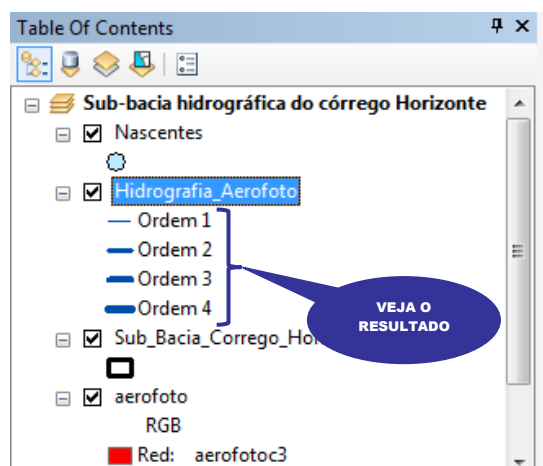 Table Of Contents
Sub-bacia hidrográfica do córrego Horizonte
Nascentes
Hidrografia_Aerofoto
Ordem 1
Ordem 2
Ordem 3
Ordem 4
VEJA O
RESULTADO
Sub_Bacia_Corrego_Hor
aerofoto
RGB
Red: aerofotoc3